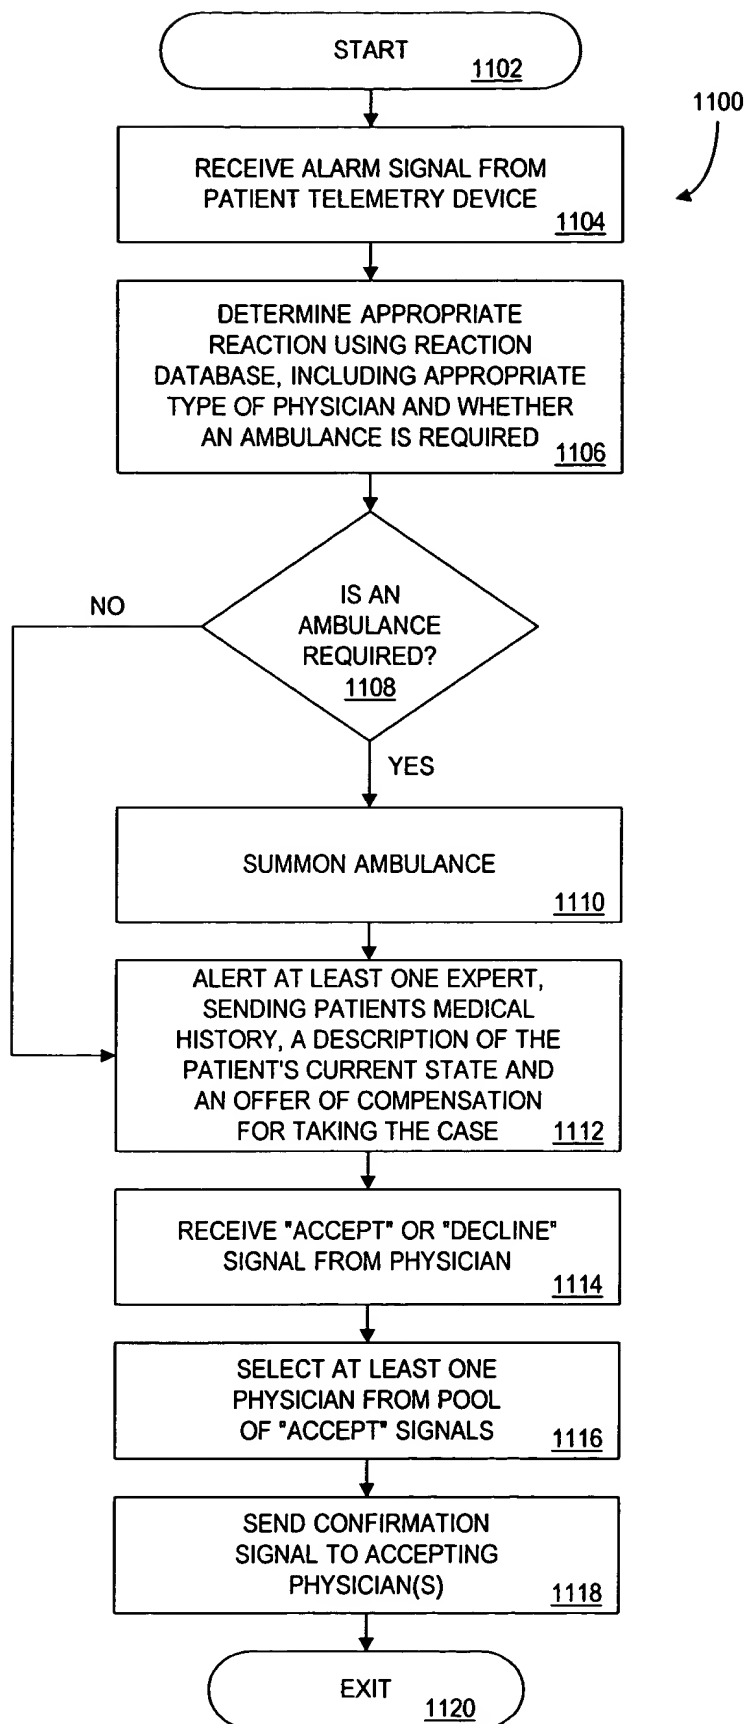 START
1102
1100
RECEIVE ALARM SIGNAL FROM
PATIENT TELEMETRY DEVICE
1104
DETERMINE APPROPRIATE
REACTION USING REACTION
DATABASE, INCLUDING APPROPRIATE
TYPE OF PHYSICIAN AND WHETHER
AN AMBULANCE IS REQUIRED
1106
NO
IS AN
AMBULANCE
REQUIRED?
1108
YES
SUMMON AMBULANCE
1110
ALERT AT LEAST ONE EXPERT,
SENDING PATIENTS MEDICAL
HISTORY, A DESCRIPTION OF THE
PATIENT'S CURRENT STATE AND
AN OFFER OF COMPENSATION
FOR TAKING THE CASE
1112
RECEIVE "ACCEPT" OR "DECLINE"
SIGNAL FROM PHYSICIAN
1114
SELECT AT LEAST ONE
PHYSICIAN FROM POOL
OF "ACCEPT" SIGNALS
1116
SEND CONFIRMATION
SIGNAL TO ACCEPTING
PHYSICIAN(S)
1118
EXIT
1120